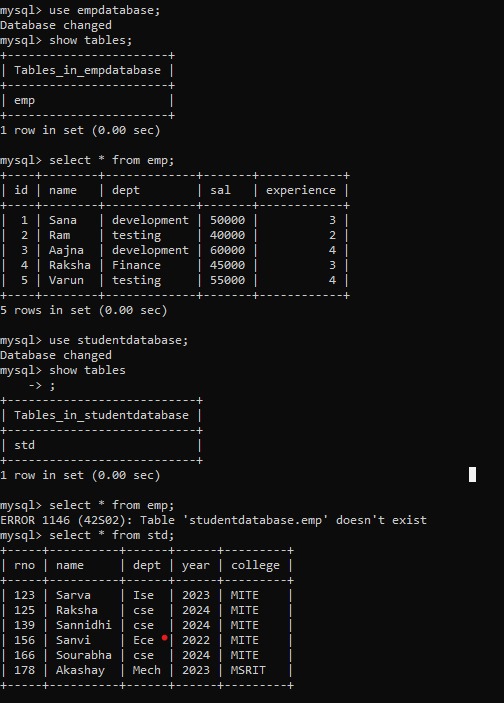 mysql> use empdatabase;
Database changed
mysql> show tables;
+-----------------------+
| Tables_in_empdatabase |
+-----------------------+
| emp                   |
+-----------------------+
1 row in set (0.00 sec)

mysql> select * from emp;
+----+--------+-------------+-------+------------+
| id | name   | dept        | sal   | experience |
+----+--------+-------------+-------+------------+
|  1 | Sana   | development | 50000 |          3 |
|  2 | Ram    | testing     | 40000 |          2 |
|  3 | Aajna  | development | 60000 |          4 |
|  4 | Raksha | Finance     | 45000 |          3 |
|  5 | Varun  | testing     | 55000 |          4 |
+----+--------+-------------+-------+------------+
5 rows in set (0.00 sec)

mysql> use studentdatabase;
Database changed
mysql> show tables
    -> ;
+---------------------------+
| Tables_in_studentdatabase |
+---------------------------+
| std                       |
+---------------------------+
1 row in set (0.00 sec)

mysql> select * from emp;
ERROR 1146 (42S02): Table 'studentdatabase.emp' doesn't exist
mysql> select * from std;
+-----+----------+------+------+---------+
| rno | name     | dept | year | college |
+-----+----------+------+------+---------+
| 123 | Sarva    | Ise  | 2023 | MITE    |
| 125 | Raksha   | cse  | 2024 | MITE    |
| 139 | Sannidhi | cse  | 2024 | MITE    |
| 156 | Sanvi    | Ece  | 2022 | MITE    |
| 166 | Sourabha | cse  | 2024 | MITE    |
| 178 | Akashay  | Mech | 2023 | MSRIT   |
+-----+----------+------+------+---------+